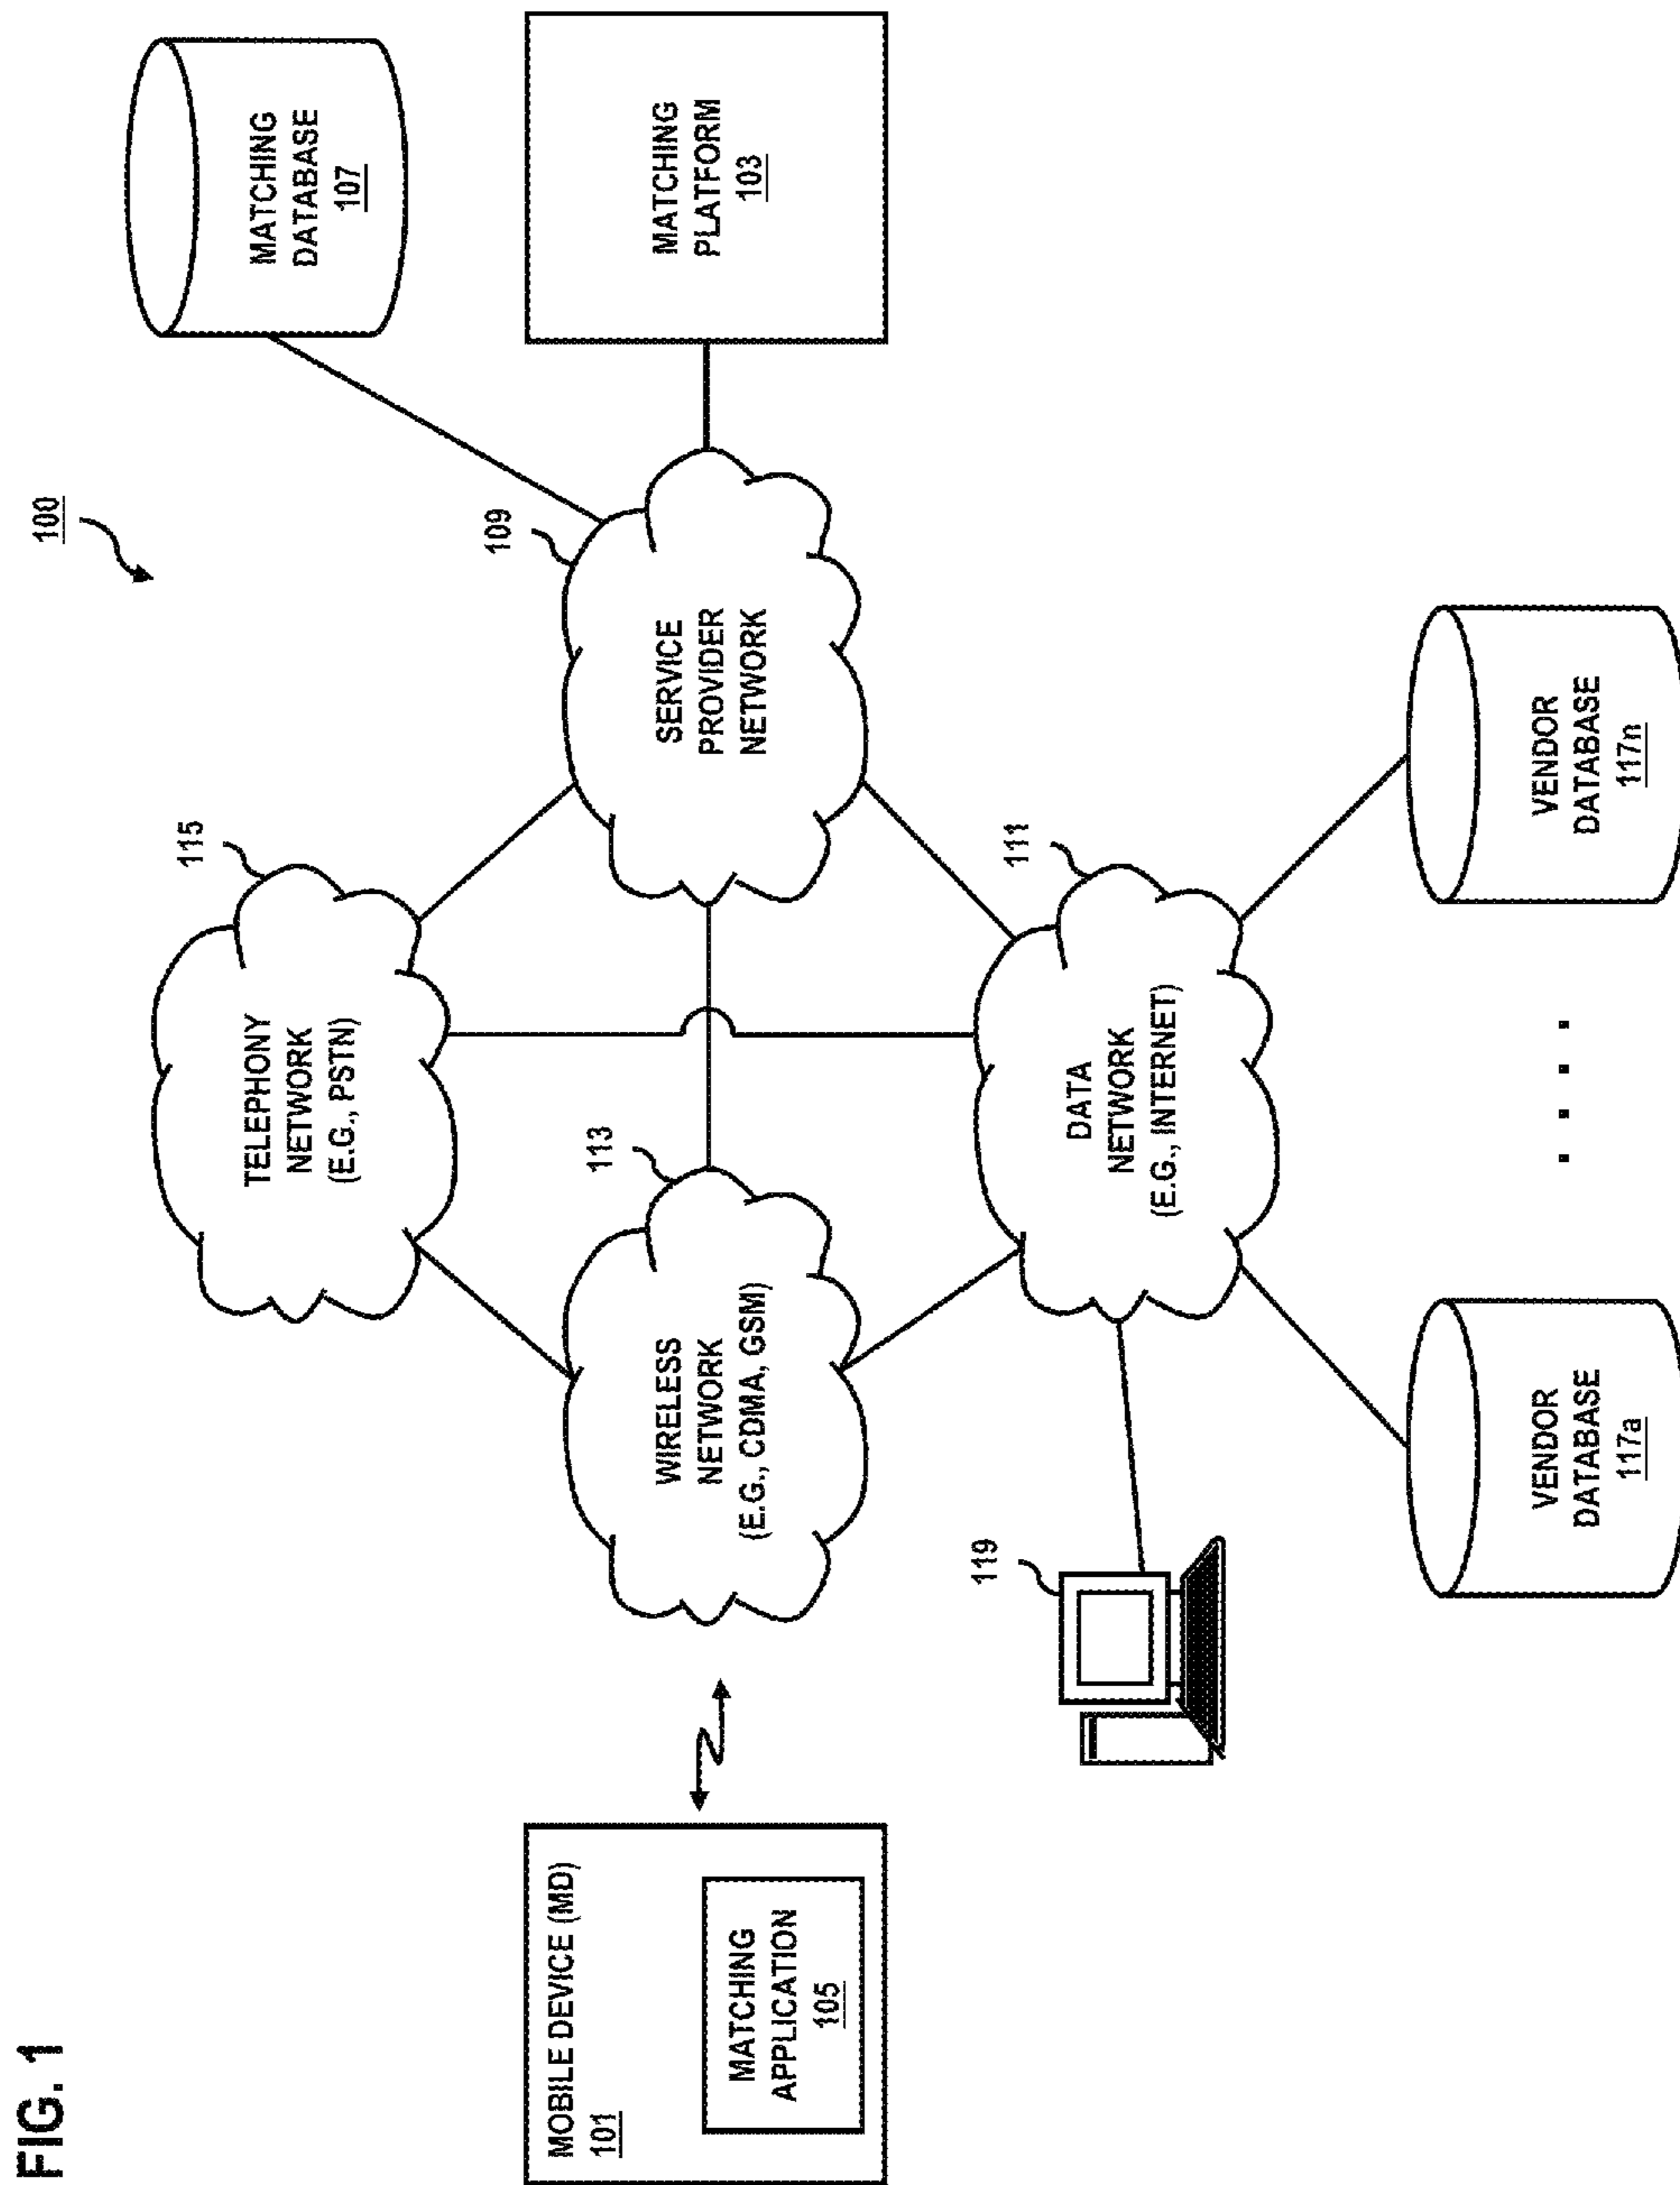 FIG. 1
100
MOBILE DEVICE (MD)
101
MATCHING
APPLICATION
105
TELEPHONY
NETWORK
(E.G., PSTN)
115
WIRELESS
NETWORK
(E.G., CDMA, GSM)
113
SERVICE
PROVIDER
NETWORK
109
MATCHING
DATABASE
107
MATCHING
PLATFORM
103
DATA
NETWORK
(E.G., INTERNET)
111
119
VENDOR
DATABASE
117a
. . . .
VENDOR
DATABASE
117n